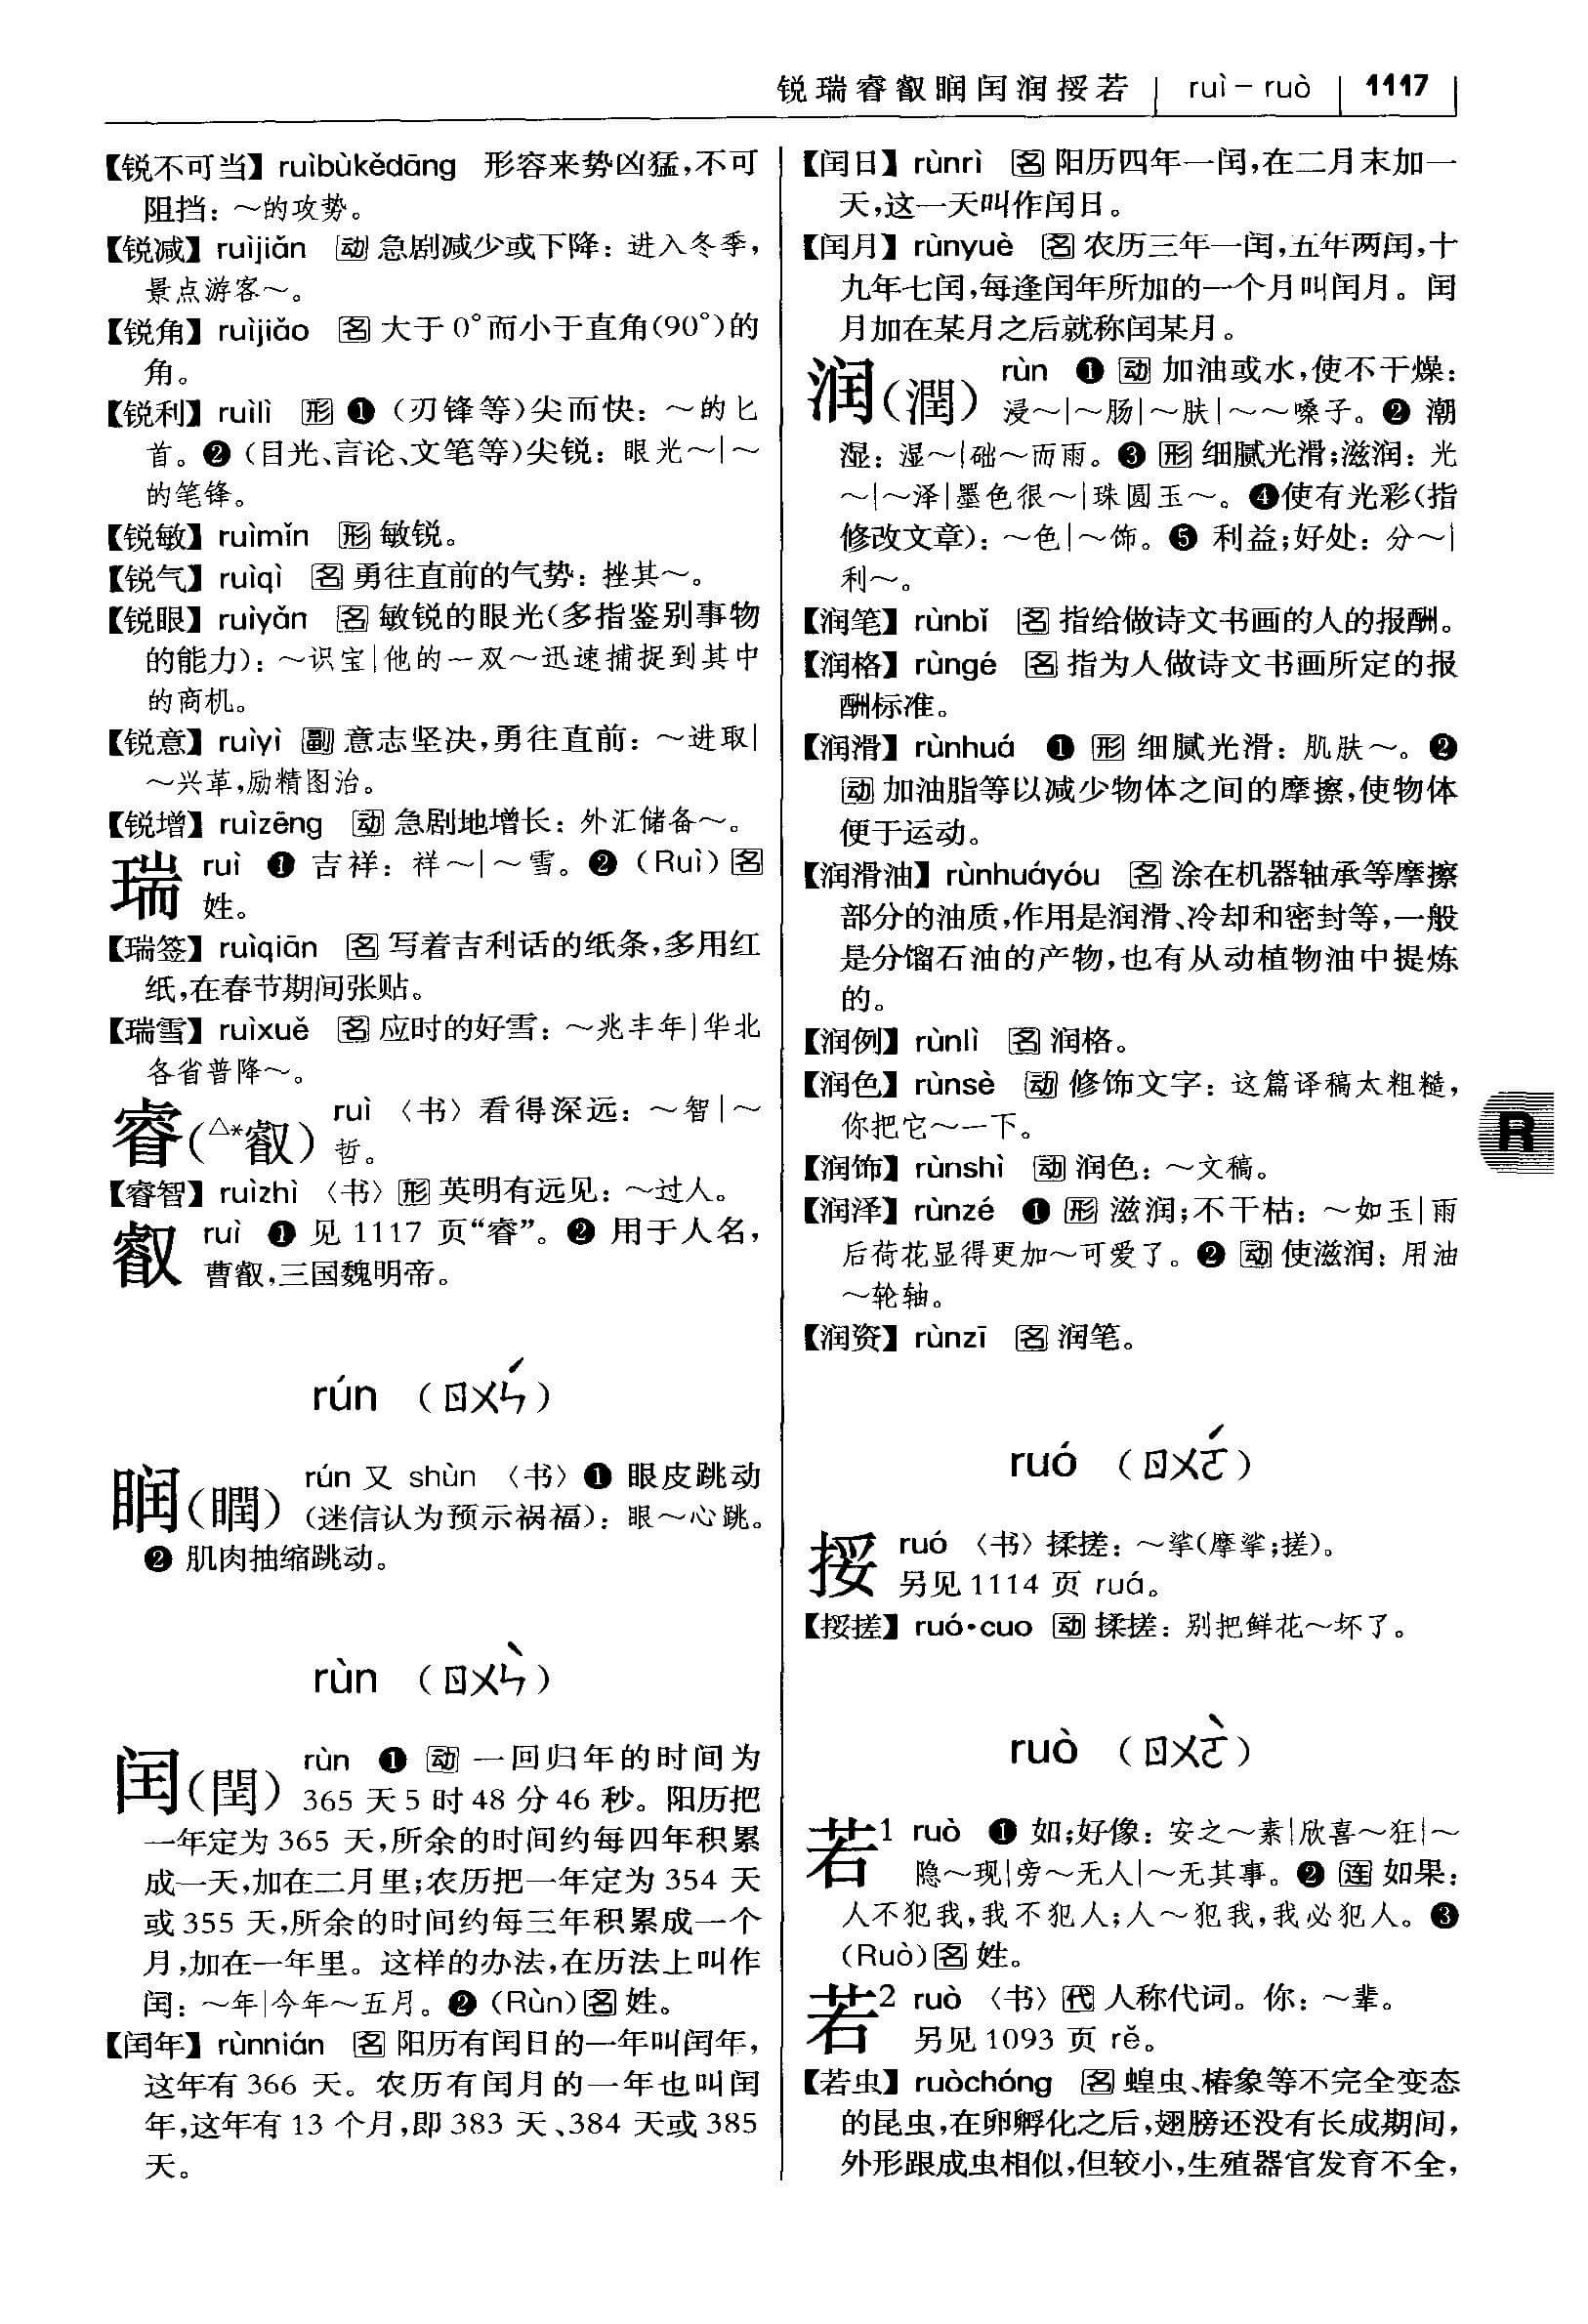 锐瑞睿叡瞤闰润挼若 ruì－ruò 1117
【锐不可当】ruìbùkědāng 形容来势凶猛,不可
阻挡：～的攻势。
【锐减】ruìjiǎn 动 急剧减少或下降：进入冬季,
景点游客～。
【锐角】ruìjiǎo 名 大于0°而小于直角(90°)的
角。
【锐利】ruìlì 形 ❶（刃锋等)尖而快：～的匕
首。❷（目光、言论、文笔等)尖锐：眼光～|～
的笔锋。
【锐敏】ruìmǐn 形 敏锐。
【锐气】ruìqì 名 勇往直前的气势：挫其～。
【锐眼】ruìyǎn 名 敏锐的眼光(多指鉴别事物
的能力)：～识宝|他的一双～迅速捕捉到其中
的商机。
【锐意】ruìyì 副 意志坚决,勇往直前：～进取|
～兴革,励精图治。
【锐增】ruìzēng 动 急剧地增长：外汇储备～。
瑞 ruì ❶ 吉祥：祥～|～雪。❷（Ruì）名
姓。
【瑞签】ruìqiān 名 写着吉利话的纸条,多用红
纸,在春节期间张贴。
【瑞雪】ruìxuě 名 应时的好雪：～兆丰年|华北
各省普降～。
睿(△*叡) ruì 〈书〉看得深远：～智|～
哲。
【睿智】ruìzhì〈书〉形 英明有远见：～过人。
叡 ruì ❶ 见1117 页“睿”。❷ 用于人名,
曹叡,三国魏明帝。
rún （ㄖㄨㄣˊ）
瞤(瞤) rún 又 shùn 〈书〉❶ 眼皮跳动
(迷信认为预示祸福)：眼～心跳。
❷ 肌肉抽缩跳动。
rùn （ㄖㄨㄣˋ）
闰(閏) rùn ❶ 动 一回归年的时间为
365 天 5 时 48 分 46 秒。阳历把
一年定为 365 天,所余的时间约每四年积累
成一天,加在二月里;农历把一年定为 354 天
或 355 天,所余的时间约每三年积累成一个
月,加在一年里。这样的办法,在历法上叫作
闰：～年|今年～五月。❷（Rùn）名 姓。
【闰年】rùnnián 名 阳历有闰日的一年叫闰年,
这年有 366 天。农历有闰月的一年也叫闰
年,这年有 13 个月,即 383 天、384 天或 385
天。
【闰日】rùnrì 名 阳历四年一闰,在二月末加一
天,这一天叫作闰日。
【闰月】rùnyuè 名 农历三年一闰,五年两闰,十
九年七闰,每逢闰年所加的一个月叫闰月。闰
月加在某月之后就称闰某月。
润(潤) rùn ❶ 动 加油或水,使不干燥：
浸～|～肠|～肤|～～嗓子。❷ 潮
湿：湿～|础～而雨。❸ 形 细腻光滑;滋润：光
～|～泽|墨色很～|珠圆玉～。❹使有光彩(指
修改文章)：～色|～饰。❺ 利益;好处：分～|
利～。
【润笔】rùnbǐ 名 指给做诗文书画的人的报酬。
【润格】rùngé 名 指为人做诗文书画所定的报
酬标准。
【润滑】rùnhuá ❶ 形 细腻光滑：肌肤～。❷
动 加油脂等以减少物体之间的摩擦,使物体
便于运动。
【润滑油】rùnhuáyóu 名 涂在机器轴承等摩擦
部分的油质,作用是润滑、冷却和密封等,一般
是分馏石油的产物,也有从动植物油中提炼
的。
【润例】rùnlì 名 润格。
【润色】rùnsè 动 修饰文字：这篇译稿太粗糙,
你把它～一下。
【润饰】rùnshì 动 润色：～文稿。
【润泽】rùnzé ❶ 形 滋润;不干枯：～如玉|雨
后荷花显得更加～可爱了。❷ 动 使滋润：用油
～轮轴。
【润资】rùnzī 名 润笔。
ruó （ㄖㄨㄛˊ）
挼 ruó 〈书〉揉搓：～挲(摩挲;搓)。
另见1114 页 ruá。
【挼搓】ruó·cuo 动 揉搓：别把鲜花～坏了。
ruò （ㄖㄨㄛˋ）
若1 ruò ❶ 如;好像：安之～素|欣喜～狂|～
隐～现|旁～无人|～无其事。❷ 连 如果：
人不犯我,我不犯人;人～犯我,我必犯人。❸
(Ruò)名 姓。
若2 ruò 〈书〉代 人称代词。你：～辈。
另见1093 页 rě。
【若虫】ruòchóng 名 蝗虫、椿象等不完全变态
的昆虫,在卵孵化之后,翅膀还没有长成期间,
外形跟成虫相似,但较小,生殖器官发育不全,
R